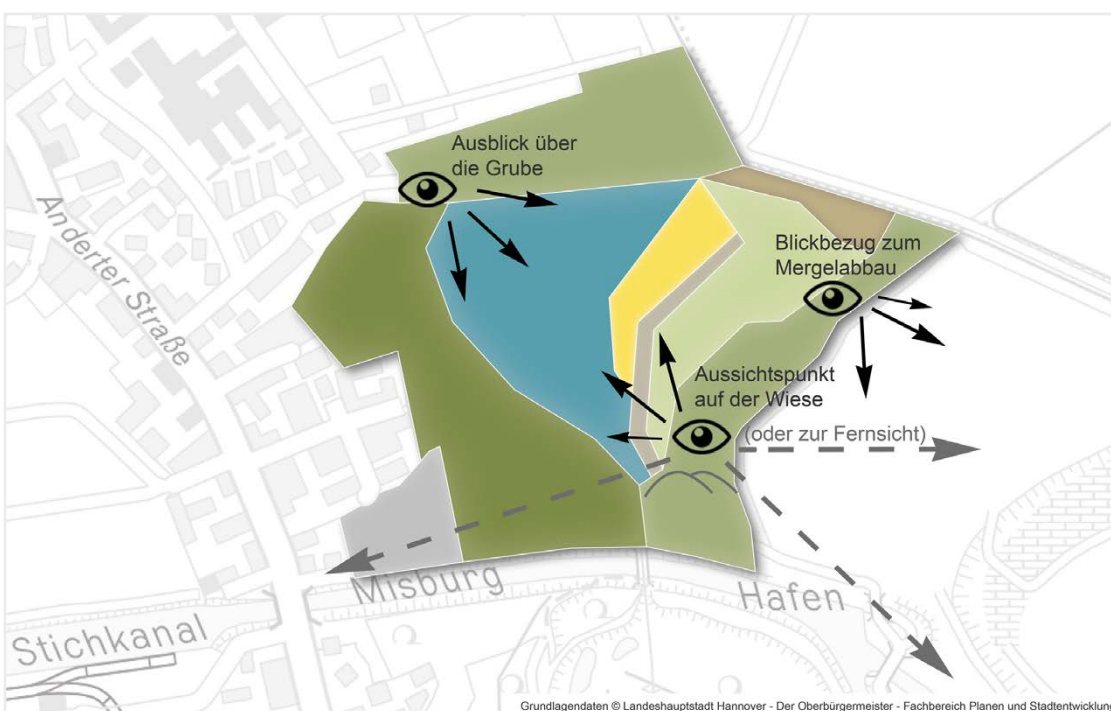 Ausblick über
die Grube
Anderter Straße
Blickbezug zum
Mergelabbau
Aussichtspunkt
auf der Wiese
(oder zur Fernsicht)
Misburg
Hafen
Stichkanal
Grundlagendaten © Landeshauptstadt Hannover - Der Oberbürgermeister - Fachbereich Planen und Stadtentwicklung